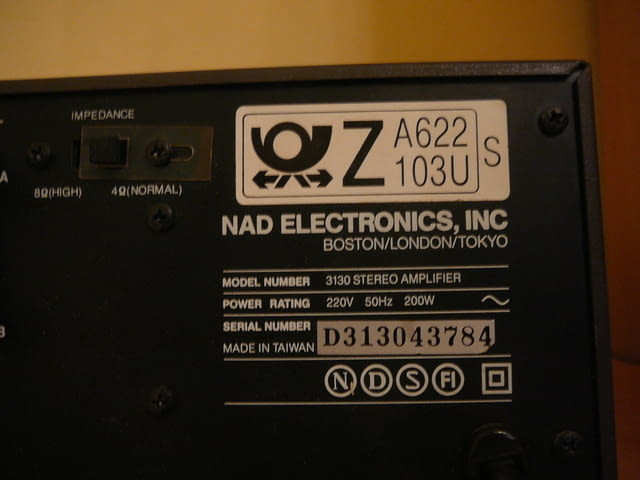 IMPEDANCE
8Ω(HIGH) 4Ω(NORMAL)
A
B
Z A622 S
103U
NAD ELECTRONICS, INC
BOSTON/LONDON/TOKYO
MODEL NUMBER 3130 STEREO AMPLIFIER
POWER RATING 220V 50Hz 200W
SERIAL NUMBER D313043784
MADE IN TAIWAN
N D S FI